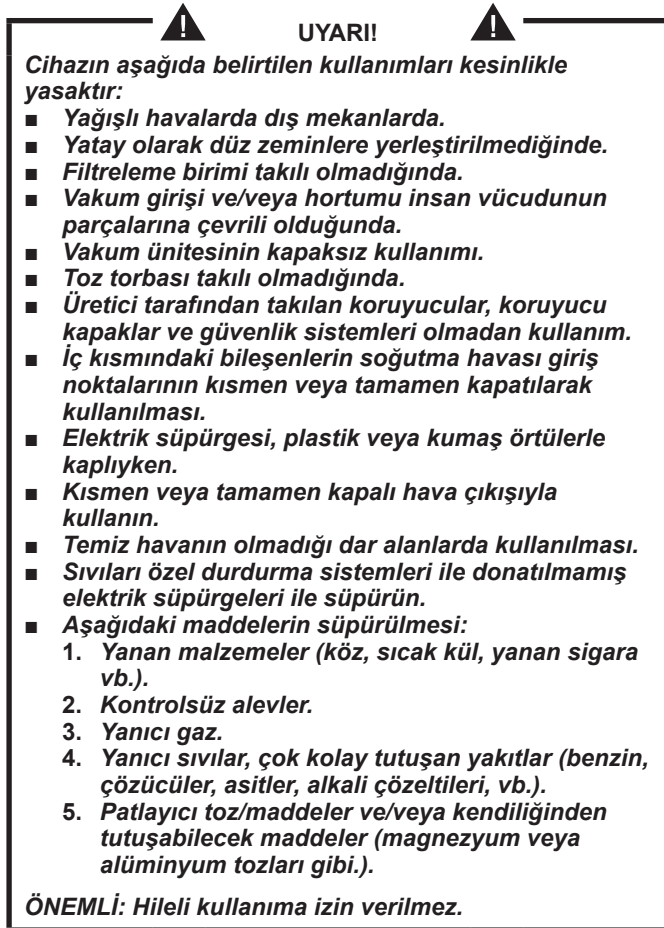 UYARI!
Cihazın aşağıda belirtilen kullanımları kesinlikle
yasaktır:
■ Yağışlı havalarda dış mekanlarda.
■ Yatay olarak düz zeminlere yerleştirilmediğinde.
■ Filtreleme birimi takılı olmadığında.
■ Vakum girişi ve/veya hortumu insan vücudunun
parçalarına çevrili olduğunda.
■ Vakum ünitesinin kapaksız kullanımı.
■ Toz torbası takılı olmadığında.
■ Üretici tarafından takılan koruyucular, koruyucu
kapaklar ve güvenlik sistemleri olmadan kullanım.
■ İç kısmındaki bileşenlerin soğutma havası giriş
noktalarının kısmen veya tamamen kapatılarak
kullanılması.
■ Elektrik süpürgesi, plastik veya kumaş örtülerle
kaplıyken.
■ Kısmen veya tamamen kapalı hava çıkışıyla
kullanın.
■ Temiz havanın olmadığı dar alanlarda kullanılması.
■ Sıvıları özel durdurma sistemleri ile donatılmamış
elektrik süpürgeleri ile süpürün.
■ Aşağıdaki maddelerin süpürülmesi:
1. Yanan malzemeler (köz, sıcak kül, yanan sigara
vb.).
2. Kontrolsüz alevler.
3. Yanıcı gaz.
4. Yanıcı sıvılar, çok kolay tutuşan yakıtlar (benzin,
çözücüler, asitler, alkali çözeltileri, vb.).
5. Patlayıcı toz/maddeler ve/veya kendiliğinden
tutuşabilecek maddeler (magnezyum veya
alüminyum tozları gibi.).
ÖNEMLİ: Hileli kullanıma izin verilmez.